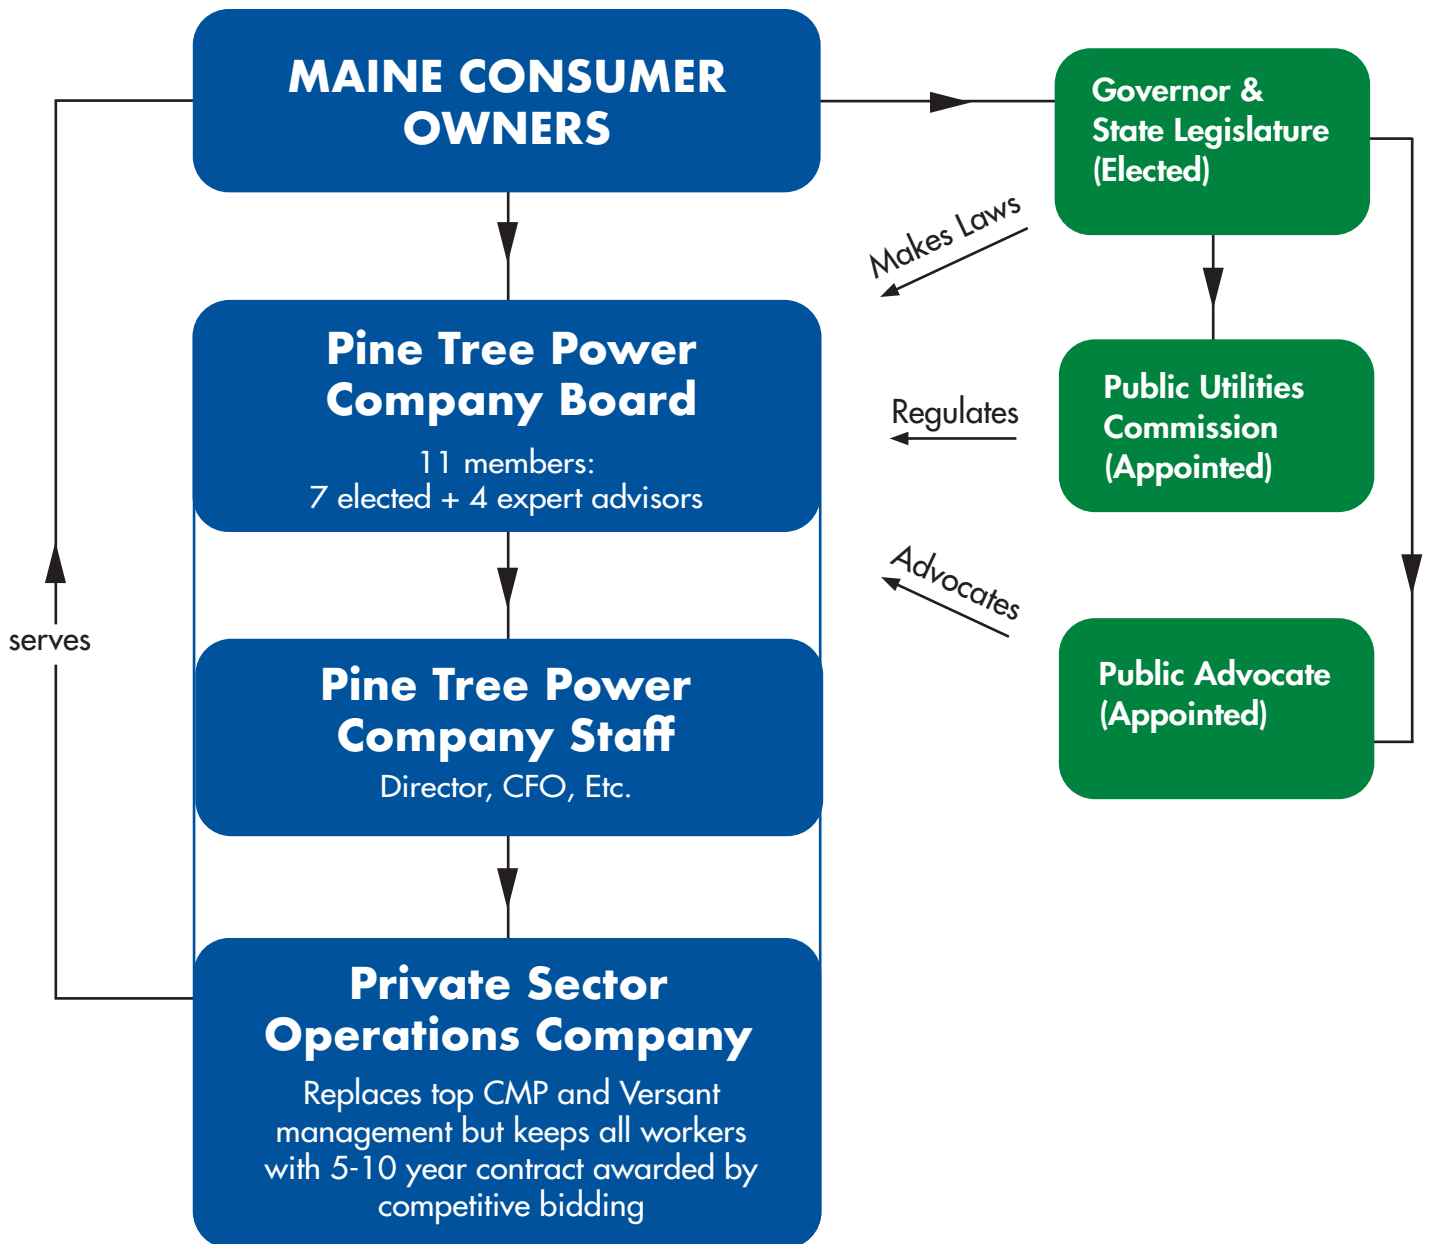 MAINE CONSUMER
OWNERS
Governor &
State Legislature
(Elected)
Makes Laws
Pine Tree Power
Company Board
11 members:
7 elected + 4 expert advisors
Regulates
Public Utilities
Commission
(Appointed)
Advocates
serves
Pine Tree Power
Company Staff
Director, CFO, Etc.
Public Advocate
(Appointed)
Private Sector
Operations Company
Replaces top CMP and Versant
management but keeps all workers
with 5-10 year contract awarded by
competitive bidding